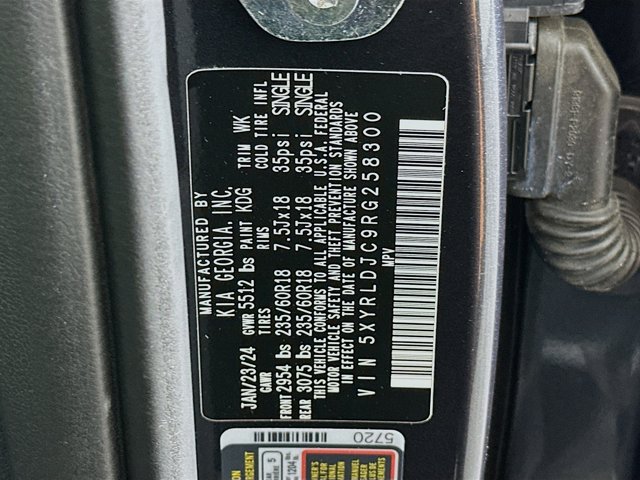 MANUFACTURED BY
KIA GEORGIA, INC.
JAN/23/24 GVWR 5512 lbs PAINT KDG TRIM WK
GAWR TIRES RIMS COLD TIRE INFL
FRONT 2954 lbs 235/60R18 7.5Jx18 35psi SINGLE
REAR 3075 lbs 235/60R18 7.5Jx18 35psi SINGLE
THIS VEHICLE CONFORMS TO ALL APPLICABLE U.S.A. FEDERAL
MOTOR VEHICLE SAFETY AND THEFT PREVENTION STANDARDS
IN EFFECT ON THE DATE OF MANUFACTURE SHOWN ABOVE
VIN 5XYRLDJC9RG258300
MPV
5720